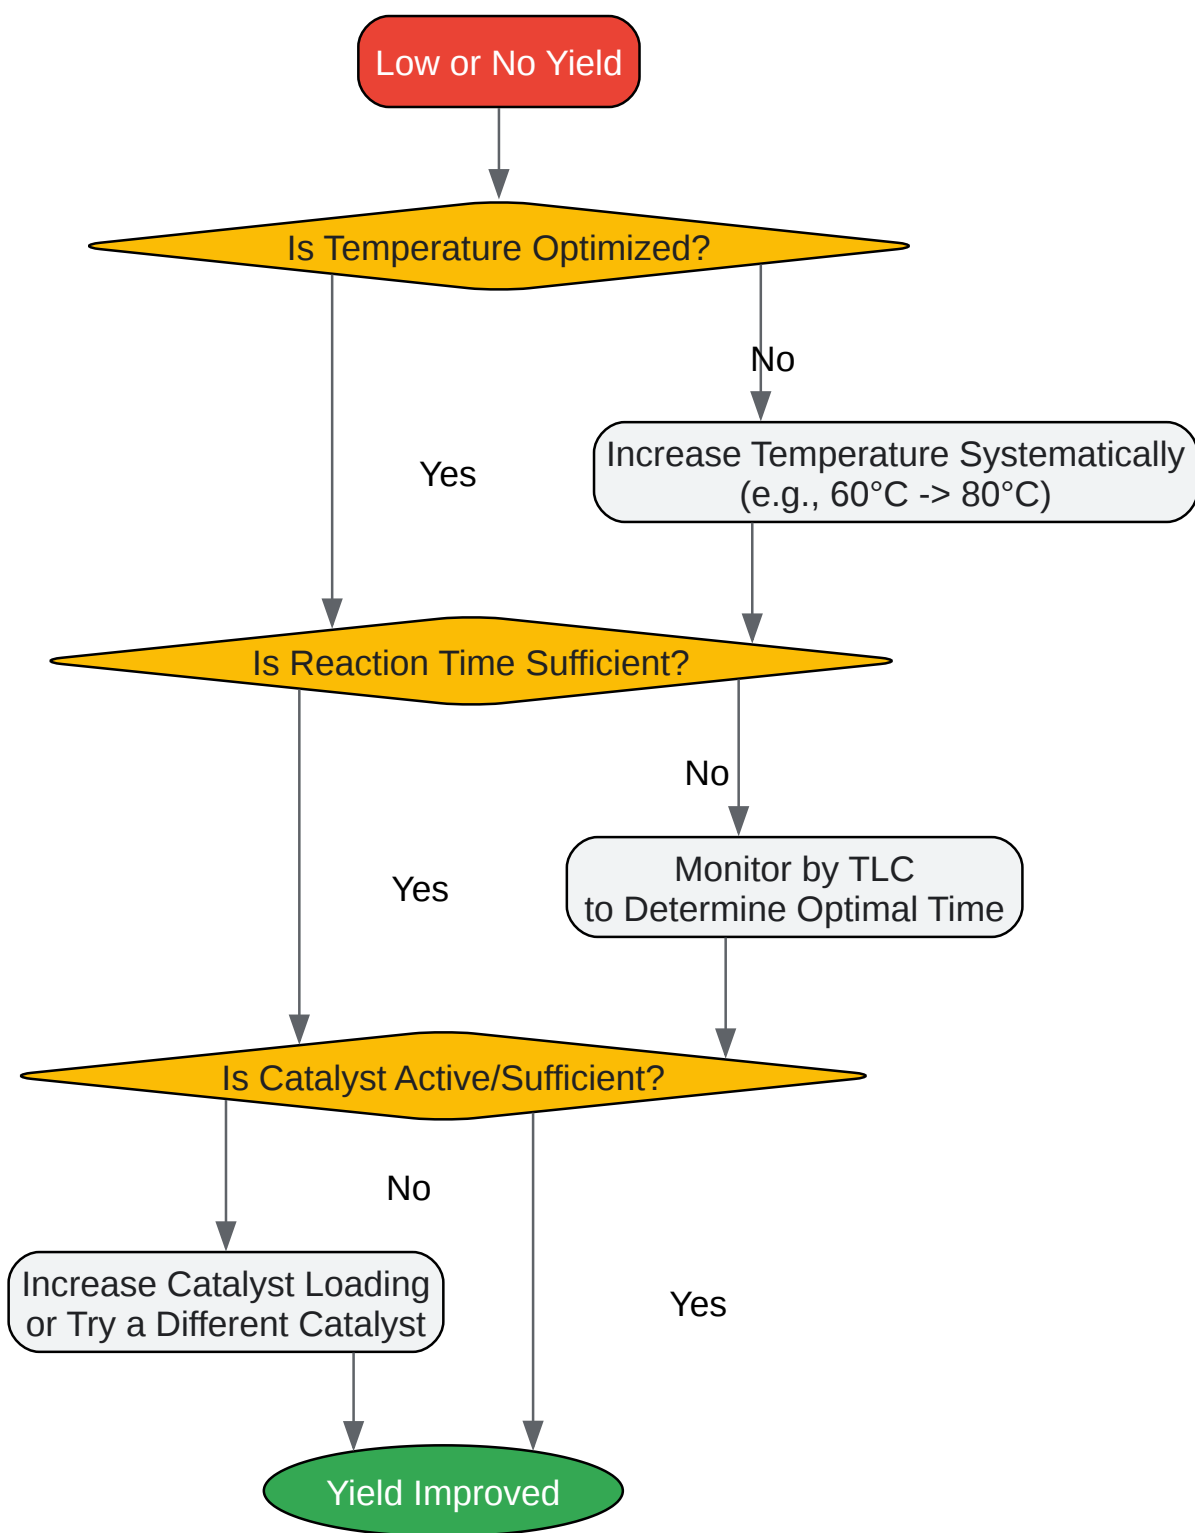 Low or No Yield
Is Temperature Optimized?
No
Increase Temperature Systematically
(e.g., 60°C -> 80°C)
Yes
Is Reaction Time Sufficient?
No
Monitor by TLC
to Determine Optimal Time
Yes
Is Catalyst Active/Sufficient?
No
Increase Catalyst Loading
or Try a Different Catalyst
Yes
Yield Improved